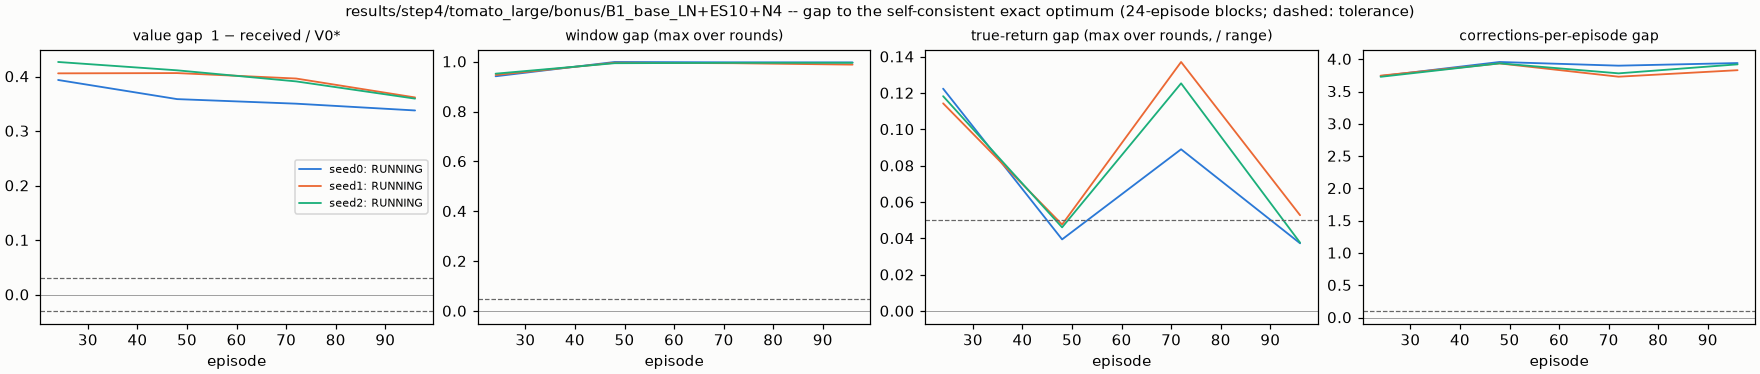 results/step4/tomato_large/bonus/B1_base_LN+ES10+N4 -- gap to the self-consistent exact optimum (24-episode blocks; dashed: tolerance)
value gap  1 − received / V0*
0.4
0.3
0.2
0.1
0.0
30 40 50 60 70 80 90
episode
seed0: RUNNING
seed1: RUNNING
seed2: RUNNING
window gap (max over rounds)
1.0
0.8
0.6
0.4
0.2
0.0
30 40 50 60 70 80 90
episode
true-return gap (max over rounds, / range)
0.14
0.12
0.10
0.08
0.06
0.04
0.02
0.00
30 40 50 60 70 80 90
episode
corrections-per-episode gap
4.0
3.5
3.0
2.5
2.0
1.5
1.0
0.5
0.0
30 40 50 60 70 80 90
episode